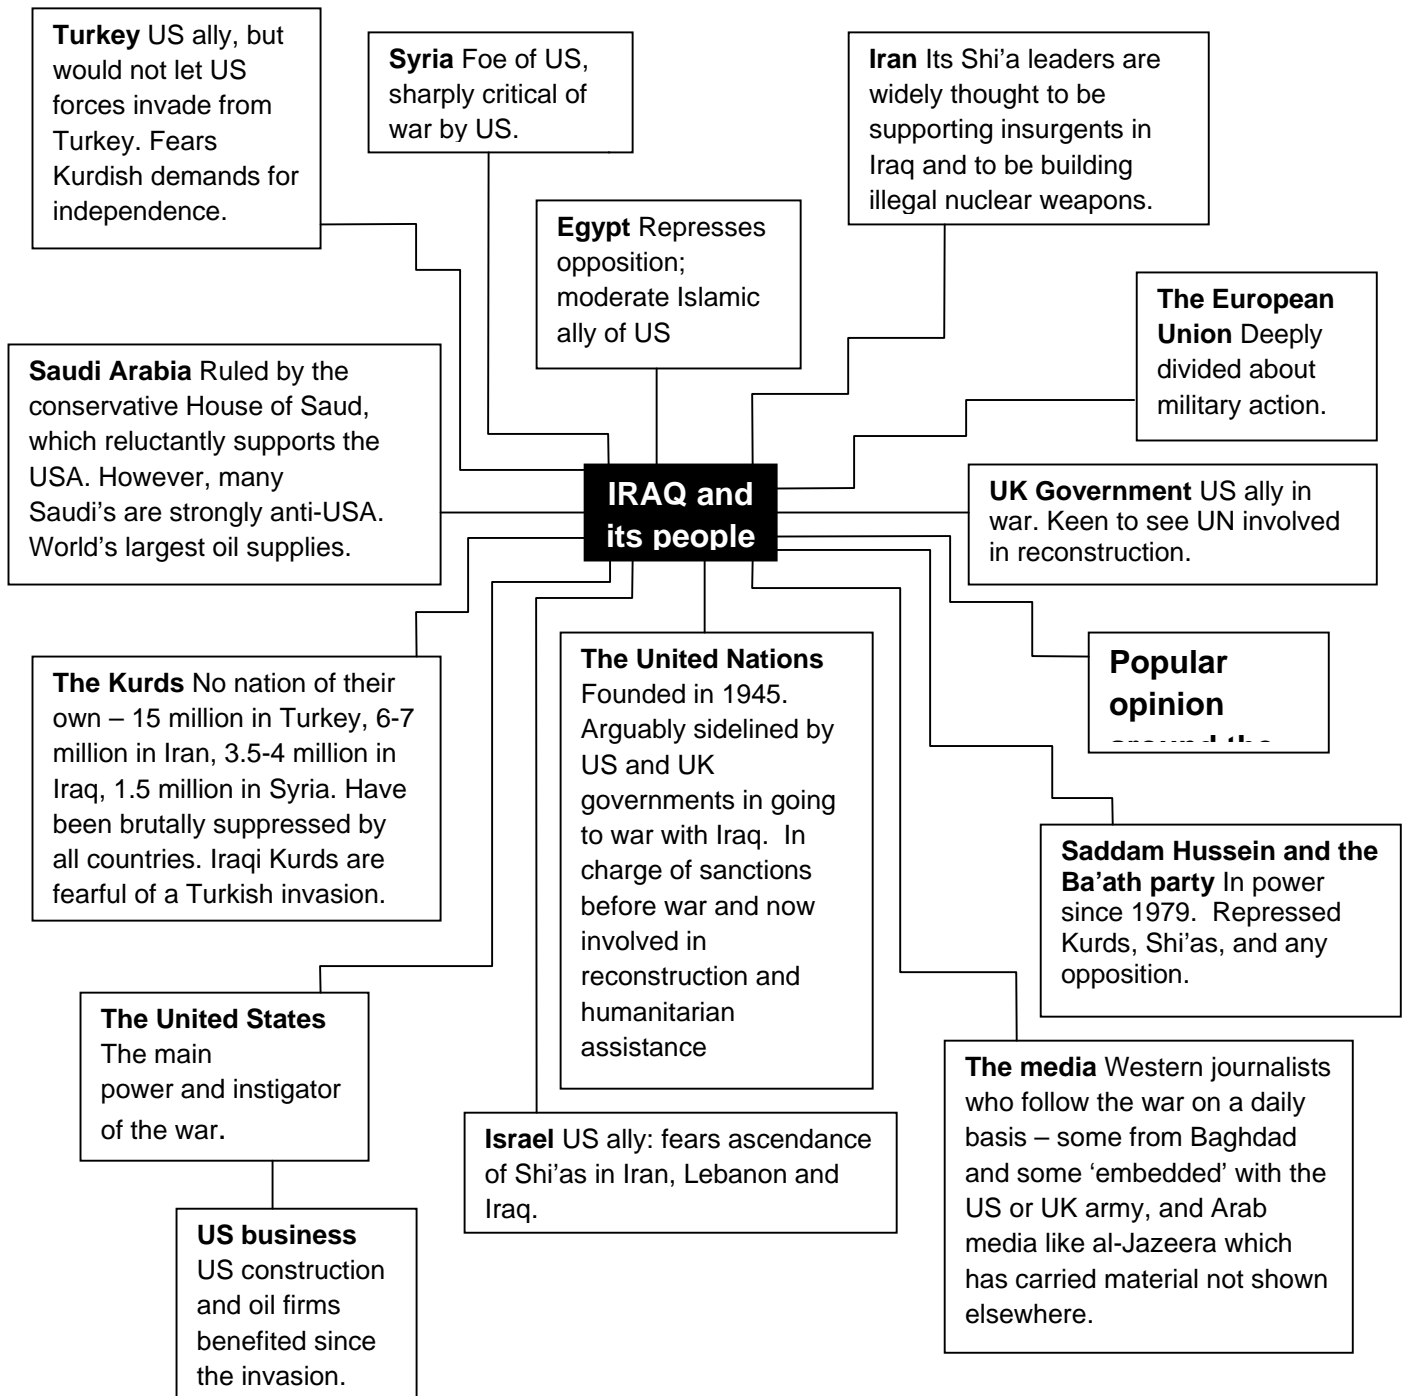 Turkey US ally, but
would not let US
forces invade from
Turkey. Fears
Kurdish demands for
independence.
Syria Foe of US,
sharply critical of
war by US.
Iran Its Shi’a leaders are
widely thought to be
supporting insurgents in
Iraq and to be building
illegal nuclear weapons.
Egypt Represses
opposition;
moderate Islamic
ally of US
The European
Union Deeply
divided about
military action.
Saudi Arabia Ruled by the
conservative House of Saud,
which reluctantly supports the
USA. However, many
Saudi’s are strongly anti-USA.
World’s largest oil supplies.
IRAQ and
its people
UK Government US ally in
war. Keen to see UN involved
in reconstruction.
The Kurds No nation of their
own – 15 million in Turkey, 6-7
million in Iran, 3.5-4 million in
Iraq, 1.5 million in Syria. Have
been brutally suppressed by
all countries. Iraqi Kurds are
fearful of a Turkish invasion.
The United Nations
Founded in 1945.
Arguably sidelined by
US and UK
governments in going
to war with Iraq.  In
charge of sanctions
before war and now
involved in
reconstruction and
humanitarian
assistance
Popular
opinion
around the
Saddam Hussein and the
Ba’ath party In power
since 1979.  Repressed
Kurds, Shi’as, and any
opposition.
The United States
The main
power and instigator
of the war.
The media Western journalists
who follow the war on a daily
basis – some from Baghdad
and some ‘embedded’ with the
US or UK army, and Arab
media like al-Jazeera which
has carried material not shown
elsewhere.
Israel US ally: fears ascendance
of Shi’as in Iran, Lebanon and
Iraq.
US business
US construction
and oil firms
benefited since
the invasion.